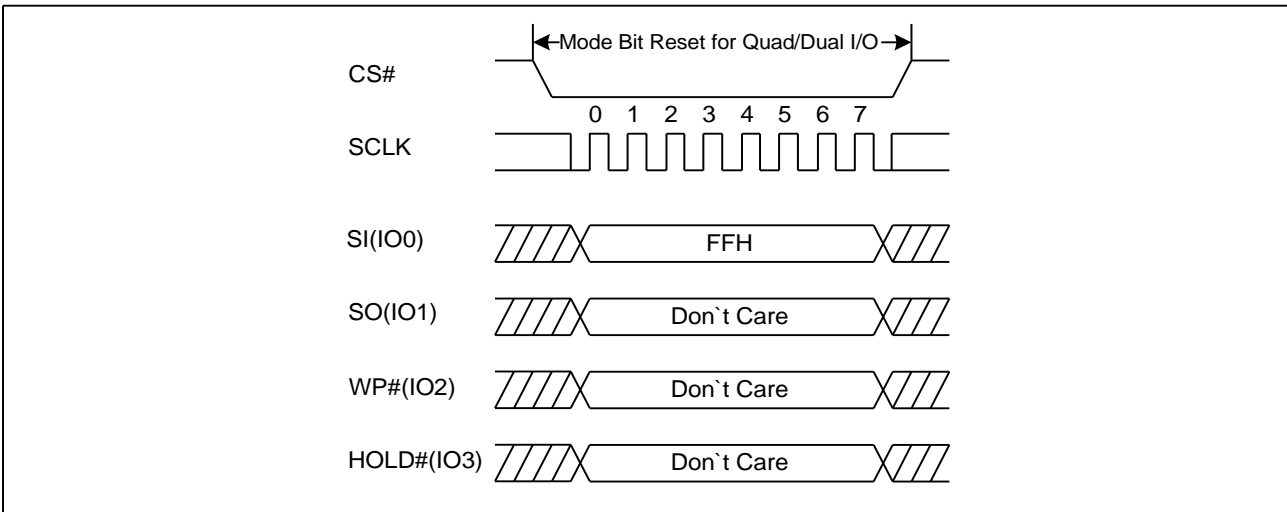 Mode Bit Reset for Quad/Dual I/O
CS#
0 1 2 3 4 5 6 7
SCLK
SI(IO0) FFH
SO(IO1) Don`t Care
WP#(IO2) Don`t Care
HOLD#(IO3) Don`t Care